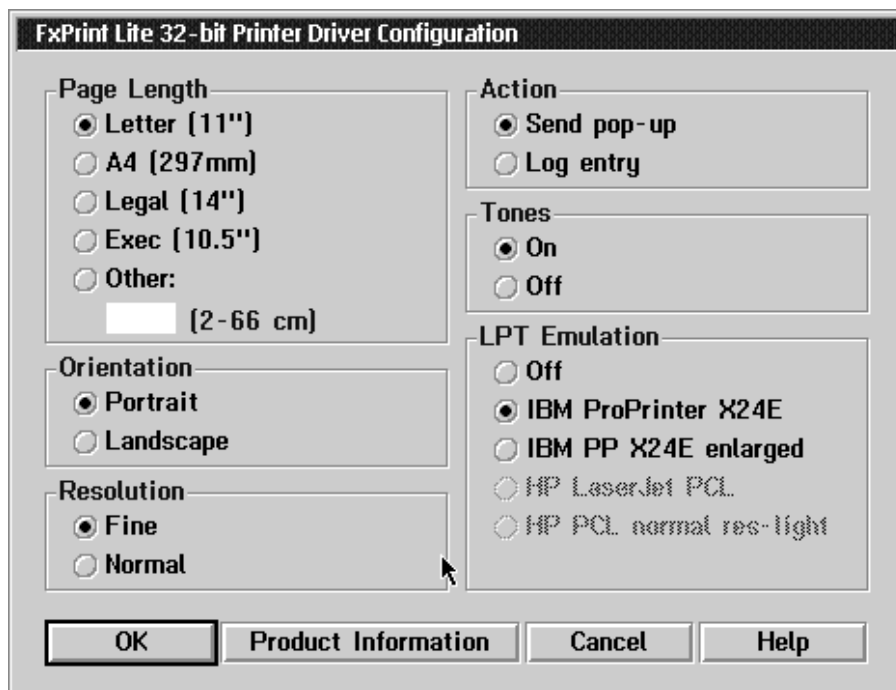 FxPrint Lite 32-bit Printer Driver Configuration
Page Length
Letter (11'')
A4 (297mm)
Legal (14'')
Exec (10.5'')
Other:
(2-66 cm)
Orientation
Portrait
Landscape
Resolution
Fine
Normal
Action
Send pop-up
Log entry
Tones
On
Off
LPT Emulation
Off
IBM ProPrinter X24E
IBM PP X24E enlarged
HP LaserJet PCL
HP PCL normal res-light
OK
Product Information
Cancel
Help